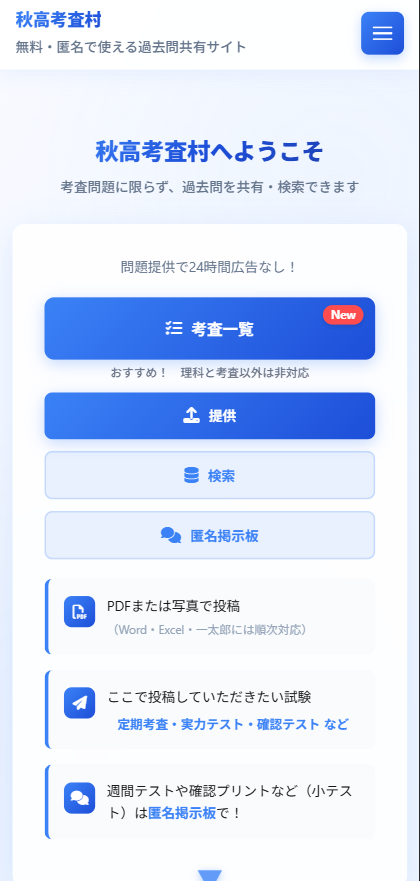 秋高考査村
無料・匿名で使える過去問共有サイト
秋高考査村へようこそ
考査問題に限らず、過去問を共有・検索できます
問題提供で24時間広告なし！
考査一覧
New
おすすめ！　理科と考査以外は非対応
提供
検索
匿名掲示板
PDF
PDFまたは写真で投稿
（Word・Excel・一太郎には順次対応）
ここで投稿していただきたい試験
定期考査・実力テスト・確認テスト など
週間テストや確認プリントなど（小テス
ト）は匿名掲示板で！